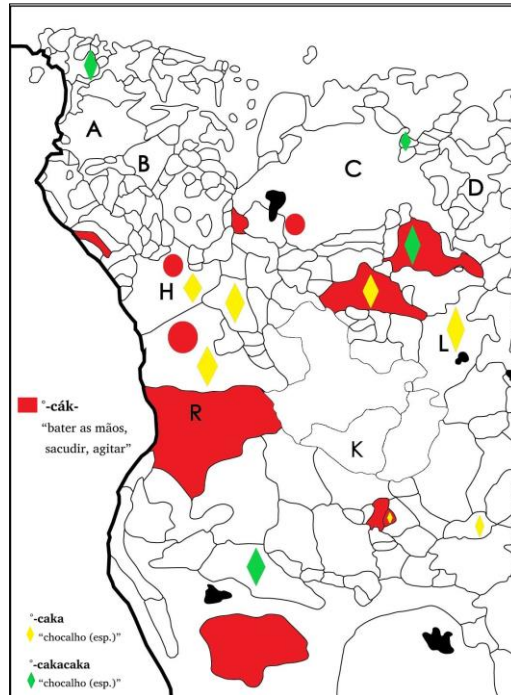 A
B
C
D
H
L
R
K
°-cák-
"bater as mãos,
sacudir, agitar"
°-caka
"chocalho (esp.)"
°-cakacaka
"chocalho (esp.)"